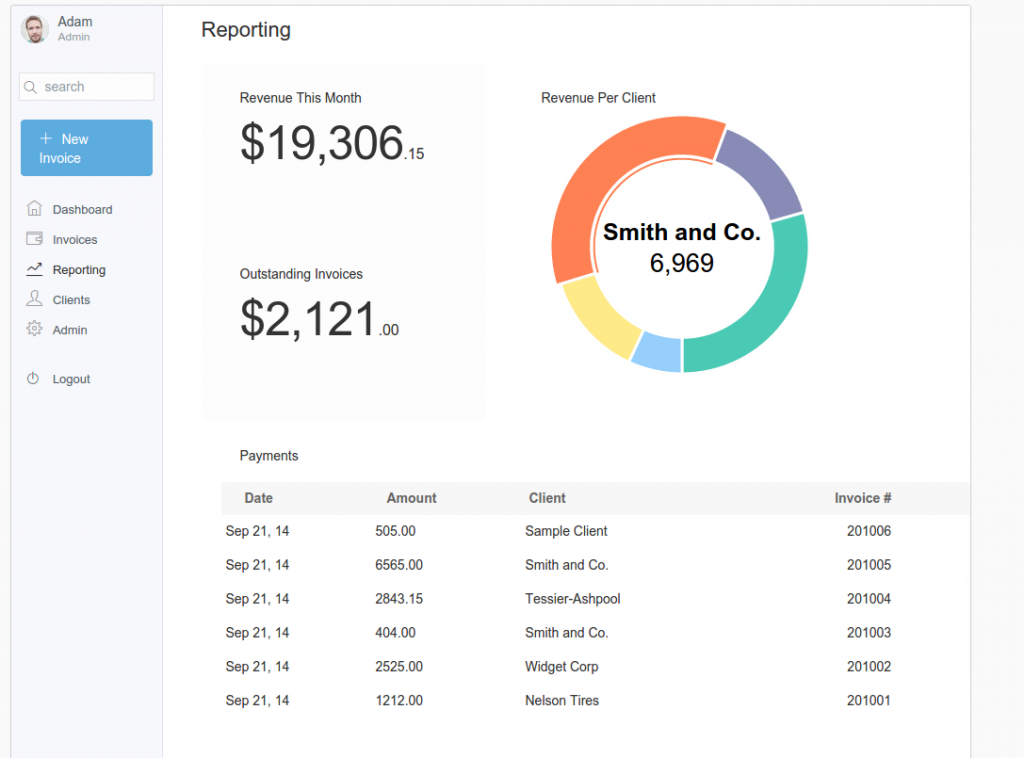 Adam
Admin
search
New
Invoice
Dashboard
Invoices
Reporting
Clients
Admin
Logout
Reporting
Revenue This Month
$19,306.15
Outstanding Invoices
$2,121.00
Revenue Per Client
Smith and Co.
6,969
Payments
Date Amount Client Invoice #
Sep 21, 14 505.00 Sample Client 201006
Sep 21, 14 6565.00 Smith and Co. 201005
Sep 21, 14 2843.15 Tessier-Ashpool 201004
Sep 21, 14 404.00 Smith and Co. 201003
Sep 21, 14 2525.00 Widget Corp 201002
Sep 21, 14 1212.00 Nelson Tires 201001